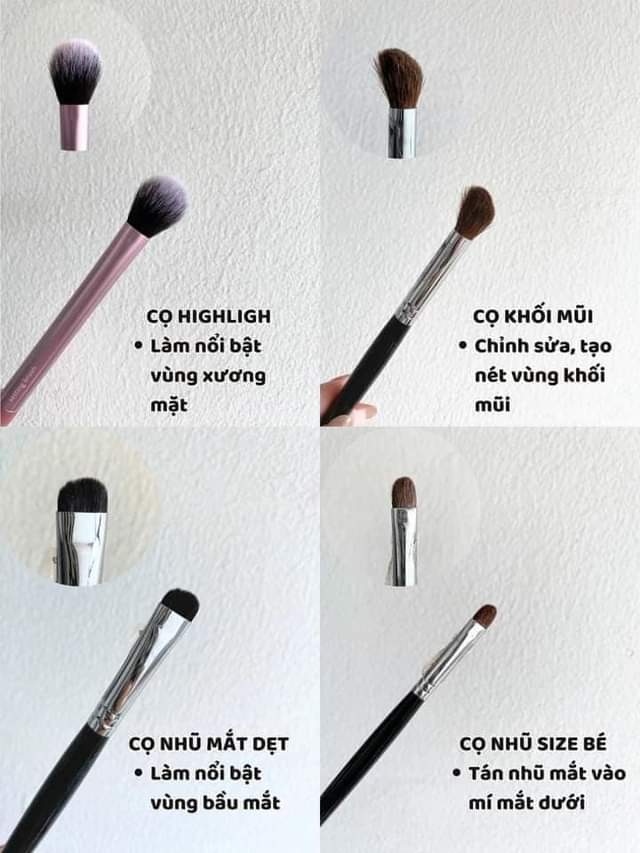 CỌ HIGHLIGH
• Làm nổi bật
vùng xương
mặt
CỌ KHỐI MŨI
• Chỉnh sửa, tạo
nét vùng khối
mũi
setting brush
CỌ NHŨ MẮT DẸT
• Làm nổi bật
vùng bầu mắt
CỌ NHŨ SIZE BÉ
• Tán nhũ mắt vào
mí mắt dưới